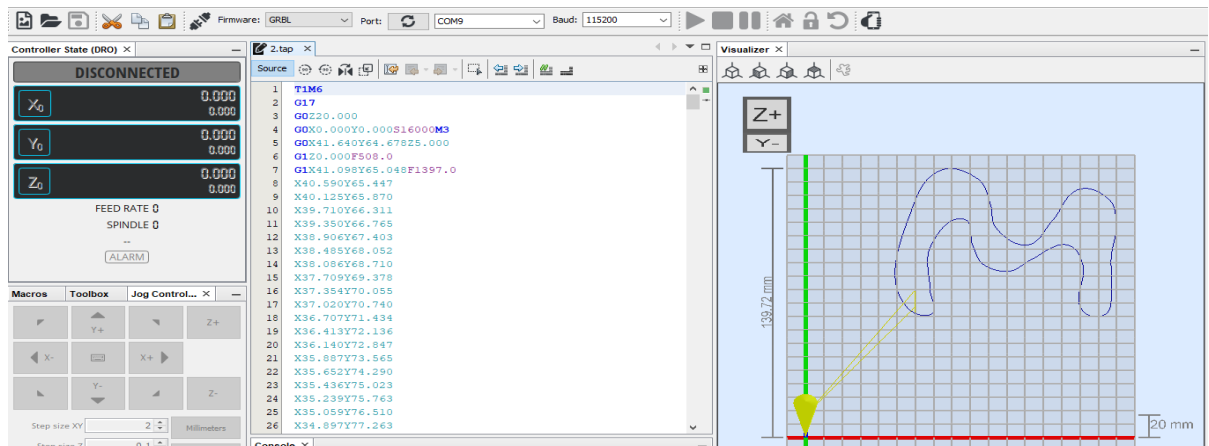 Firmware: GRBL Port: COM9 Baud: 115200
Controller State (DRO) ×
DISCONNECTED
X0 0.000
0.000
Y0 0.000
0.000
Z0 0.000
0.000
FEED RATE 0
SPINDLE 0
--
ALARM
Macros Toolbox Jog Control... ×
Y+ Z+
X- X+
Y- Z-
Step size XY 2 Millimeters
Step size Z 0.1
2.tap ×
Source
1 T1M6
2 G17
3 G0Z20.000
4 G0X0.000Y0.000S16000M3
5 G0X41.640Y64.678Z5.000
6 G1Z0.000F508.0
7 G1X41.098Y65.048F1397.0
8 X40.590Y65.447
9 X40.125Y65.870
10 X39.710Y66.311
11 X39.350Y66.765
12 X38.906Y67.403
13 X38.485Y68.052
14 X38.086Y68.710
15 X37.709Y69.378
16 X37.354Y70.055
17 X37.020Y70.740
18 X36.707Y71.434
19 X36.413Y72.136
20 X36.140Y72.847
21 X35.887Y73.565
22 X35.652Y74.290
23 X35.436Y75.023
24 X35.239Y75.763
25 X35.059Y76.510
26 X34.897Y77.263
Console ×
Visualizer ×
Z+
Y-
139.72 mm
20 mm